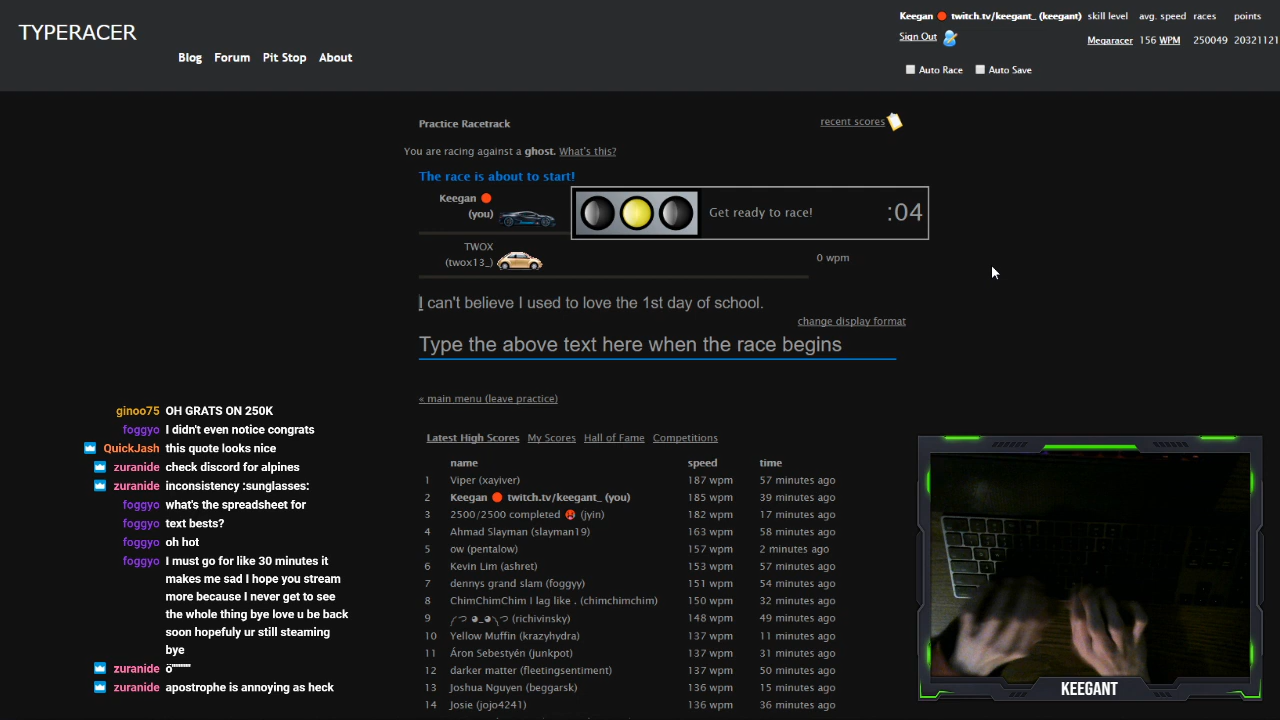 TYPERACER
Blog Forum Pit Stop About
Keegan twitch.tv/keegant_ (keegant) skill level avg. speed races points
Sign Out Megaracer 156 WPM 250049 20321121
Auto Race Auto Save
Practice Racetrack recent scores
You are racing against a ghost. What's this?
The race is about to start!
Keegan
(you)
Get ready to race! :04
TWOX
(twox13_) 0 wpm
I can't believe I used to love the 1st day of school.
change display format
Type the above text here when the race begins
« main menu (leave practice)
Latest High Scores My Scores Hall of Fame Competitions
name speed time
1 Viper (xayiver) 187 wpm 57 minutes ago
2 Keegan twitch.tv/keegant_ (you) 185 wpm 39 minutes ago
3 2500/2500 completed (jyin) 182 wpm 17 minutes ago
4 Ahmad Slayman (slayman19) 163 wpm 58 minutes ago
5 ow (pentalow) 157 wpm 2 minutes ago
6 Kevin Lim (ashret) 153 wpm 57 minutes ago
7 dennys grand slam (foggyy) 151 wpm 54 minutes ago
8 ChimChimChim I lag like . (chimchimchim) 150 wpm 32 minutes ago
9 (richivinsky) 148 wpm 49 minutes ago
10 Yellow Muffin (krazyhydra) 137 wpm 11 minutes ago
11 Áron Sebestyén (junkpot) 137 wpm 31 minutes ago
12 darker matter (fleetingsentiment) 137 wpm 50 minutes ago
13 Joshua Nguyen (beggarsk) 136 wpm 15 minutes ago
14 Josie (jojo4241) 136 wpm 36 minutes ago
ginoo75 OH GRATS ON 250K
foggyo I didn't even notice congrats
QuickJash this quote looks nice
zuranide check discord for alpines
zuranide inconsistency :sunglasses:
foggyo what's the spreadsheet for
foggyo text bests?
foggyo oh hot
foggyo I must go for like 30 minutes it
makes me sad I hope you stream
more because I never get to see
the whole thing bye love u be back
soon hopefuly ur still steaming
bye
zuranide
zuranide apostrophe is annoying as heck
KEEGANT